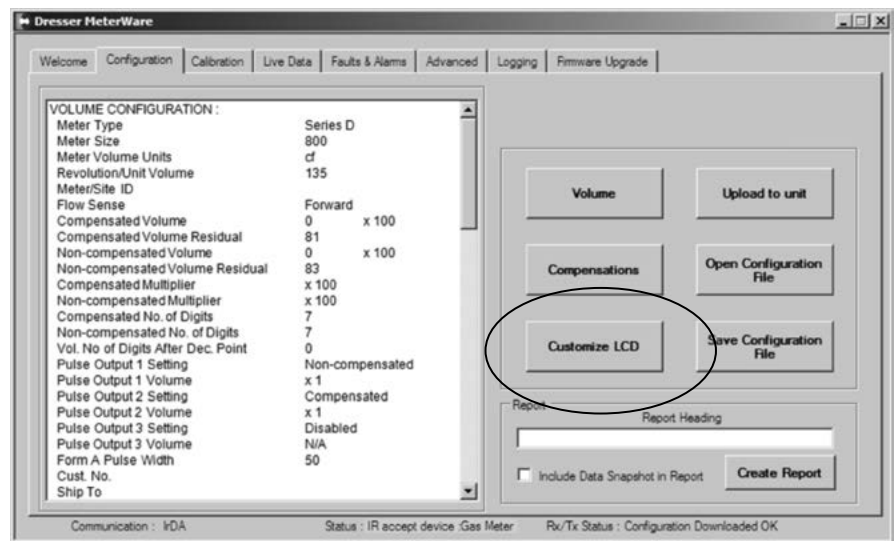 Dresser MeterWare
Welcome Configuration Calibration Live Data Faults & Alarms Advanced Logging Firmware Upgrade
VOLUME CONFIGURATION :
Meter Type Series D
Meter Size 800
Meter Volume Units cf
Revolution/Unit Volume 135
Meter/Site ID
Flow Sense Forward
Compensated Volume 0 x 100
Compensated Volume Residual 81
Non-compensated Volume 0 x 100
Non-compensated Volume Residual 83
Compensated Multiplier x 100
Non-compensated Multiplier x 100
Compensated No. of Digits 7
Non-compensated No. of Digits 7
Vol. No of Digits After Dec. Point 0
Pulse Output 1 Setting Non-compensated
Pulse Output 1 Volume x 1
Pulse Output 2 Setting Compensated
Pulse Output 2 Volume x 1
Pulse Output 3 Setting Disabled
Pulse Output 3 Volume N/A
Form A Pulse Width 50
Cust. No.
Ship To
Volume Upload to unit
Compensations Open Configuration
File
Customize LCD Save Configuration
File
Report
Report Heading
Include Data Snapshot in Report Create Report
Communication : IrDA Status : IR accept device :Gas Meter Rx/Tx Status : Configuration Downloaded OK